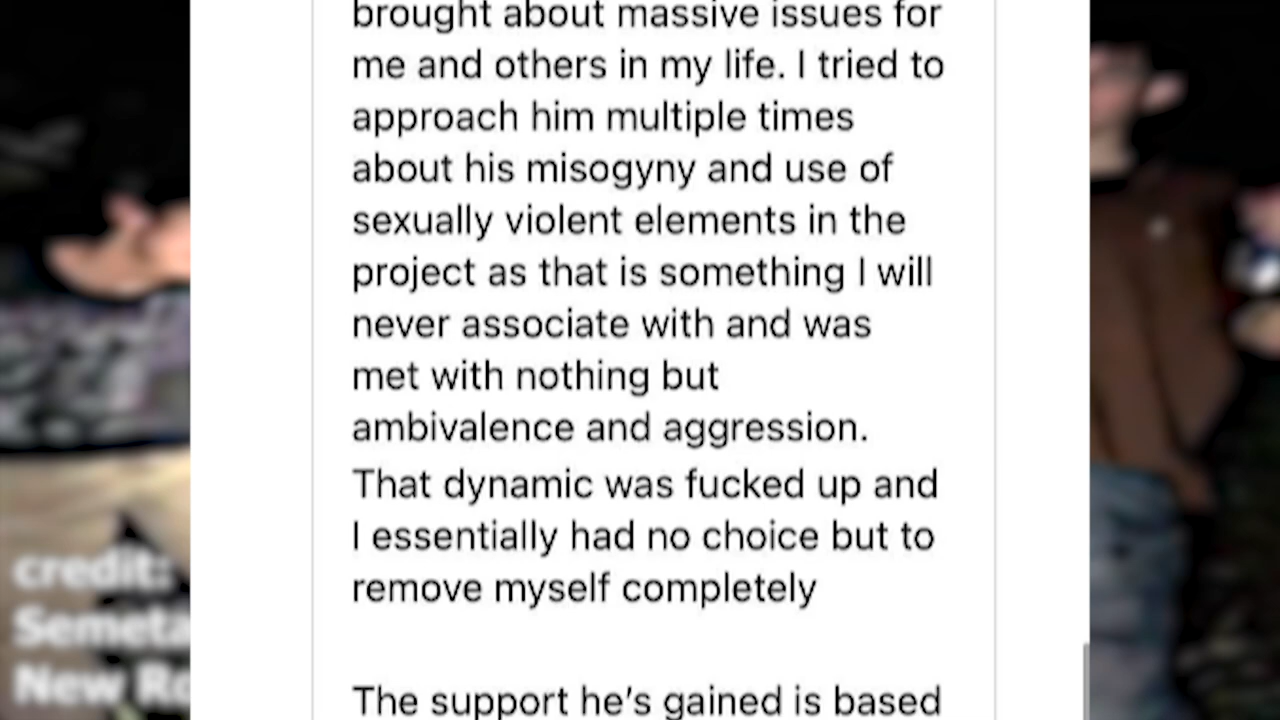 brought about massive issues for
me and others in my life. I tried to
approach him multiple times
about his misogyny and use of
sexually violent elements in the
project as that is something I will
never associate with and was
met with nothing but
ambivalence and aggression.
That dynamic was fucked up and
I essentially had no choice but to
remove myself completely
The support he's gained is based
credit:
Semeta
New Ro